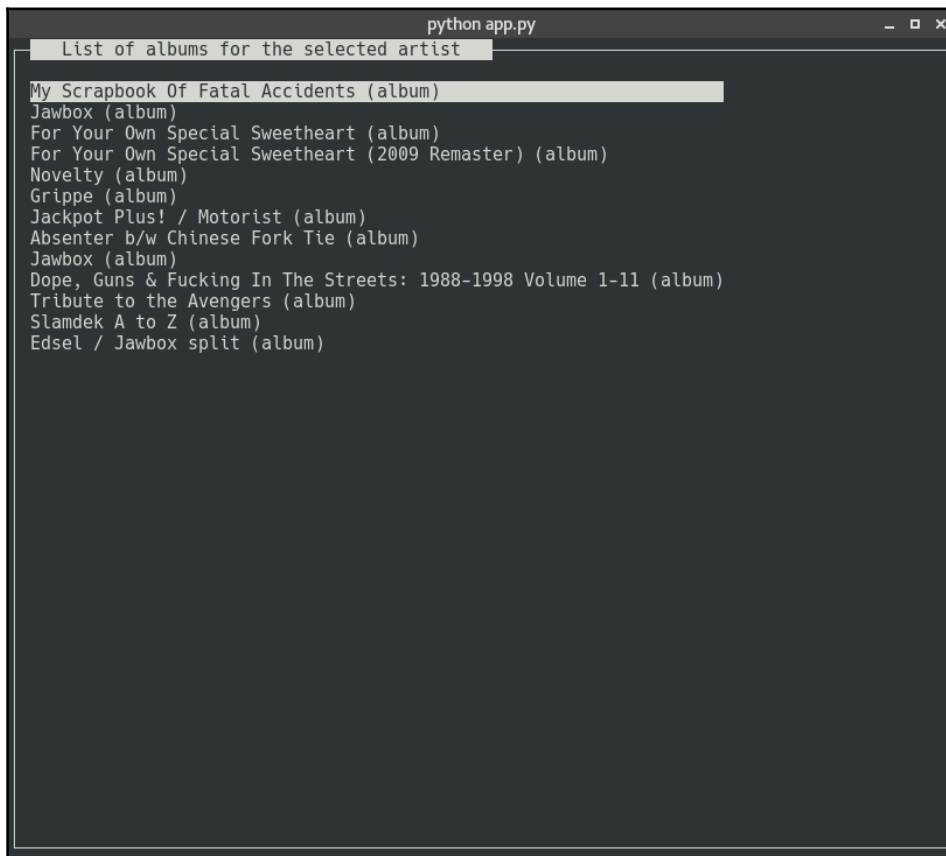 python app.py
List of albums for the selected artist
My Scrapbook Of Fatal Accidents (album)
Jawbox (album)
For Your Own Special Sweetheart (album)
For Your Own Special Sweetheart (2009 Remaster) (album)
Novelty (album)
Grippe (album)
Jackpot Plus! / Motorist (album)
Absenter b/w Chinese Fork Tie (album)
Jawbox (album)
Dope, Guns & Fucking In The Streets: 1988-1998 Volume 1-11 (album)
Tribute to the Avengers (album)
Slamdek A to Z (album)
Edsel / Jawbox split (album)